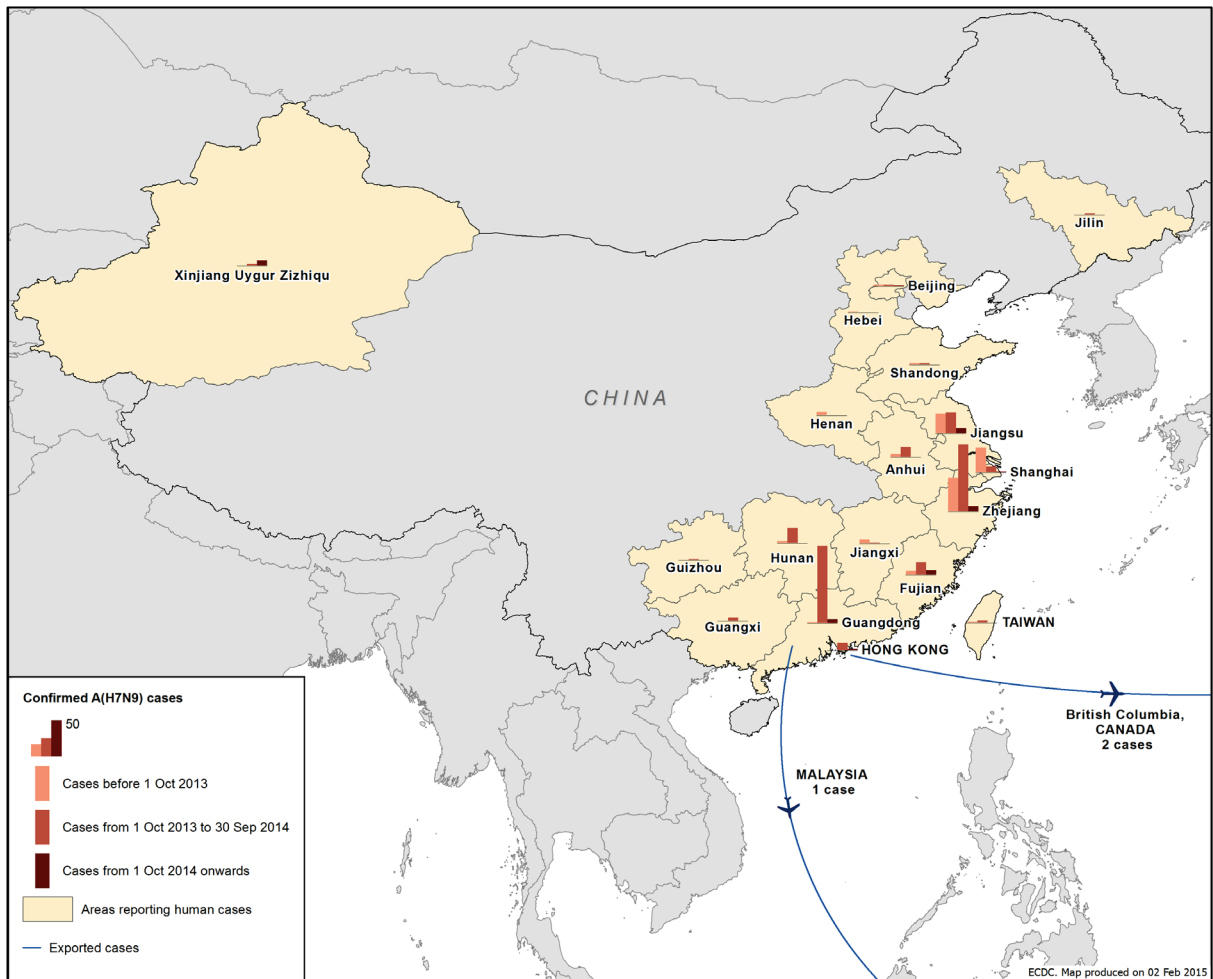 Jilin
Xinjiang Uygur Zizhiqu
Beijing
Hebei
Shandong
CHINA
Henan
Jiangsu
Anhui
Shanghai
Zhejiang
Hunan
Jiangxi
Guizhou
Fujian
Guangxi
Guangdong
TAIWAN
HONG KONG
British Columbia,
CANADA
2 cases
MALAYSIA
1 case
Confirmed A(H7N9) cases
50
Cases before 1 Oct 2013
Cases from 1 Oct 2013 to 30 Sep 2014
Cases from 1 Oct 2014 onwards
Areas reporting human cases
Exported cases
ECDC. Map produced on 02 Feb 2015